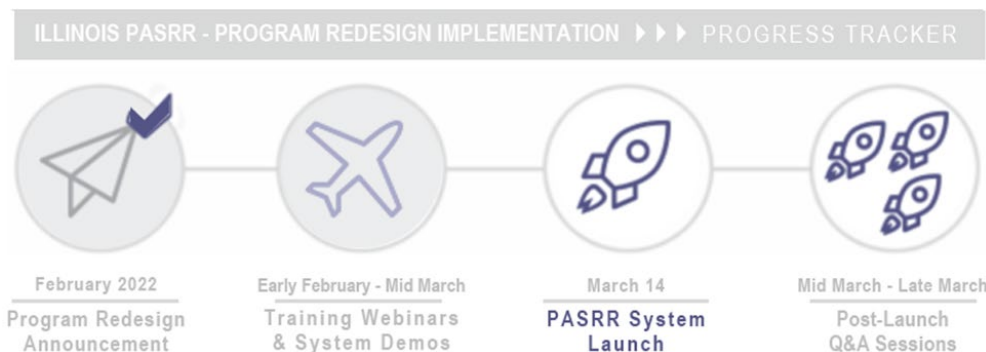 ILLINOIS PASRR - PROGRAM REDESIGN IMPLEMENTATION PROGRESS TRACKER
February 2022
Program Redesign
Announcement
Early February - Mid March
Training Webinars
& System Demos
March 14
PASRR System
Launch
Mid March - Late March
Post-Launch
Q&A Sessions